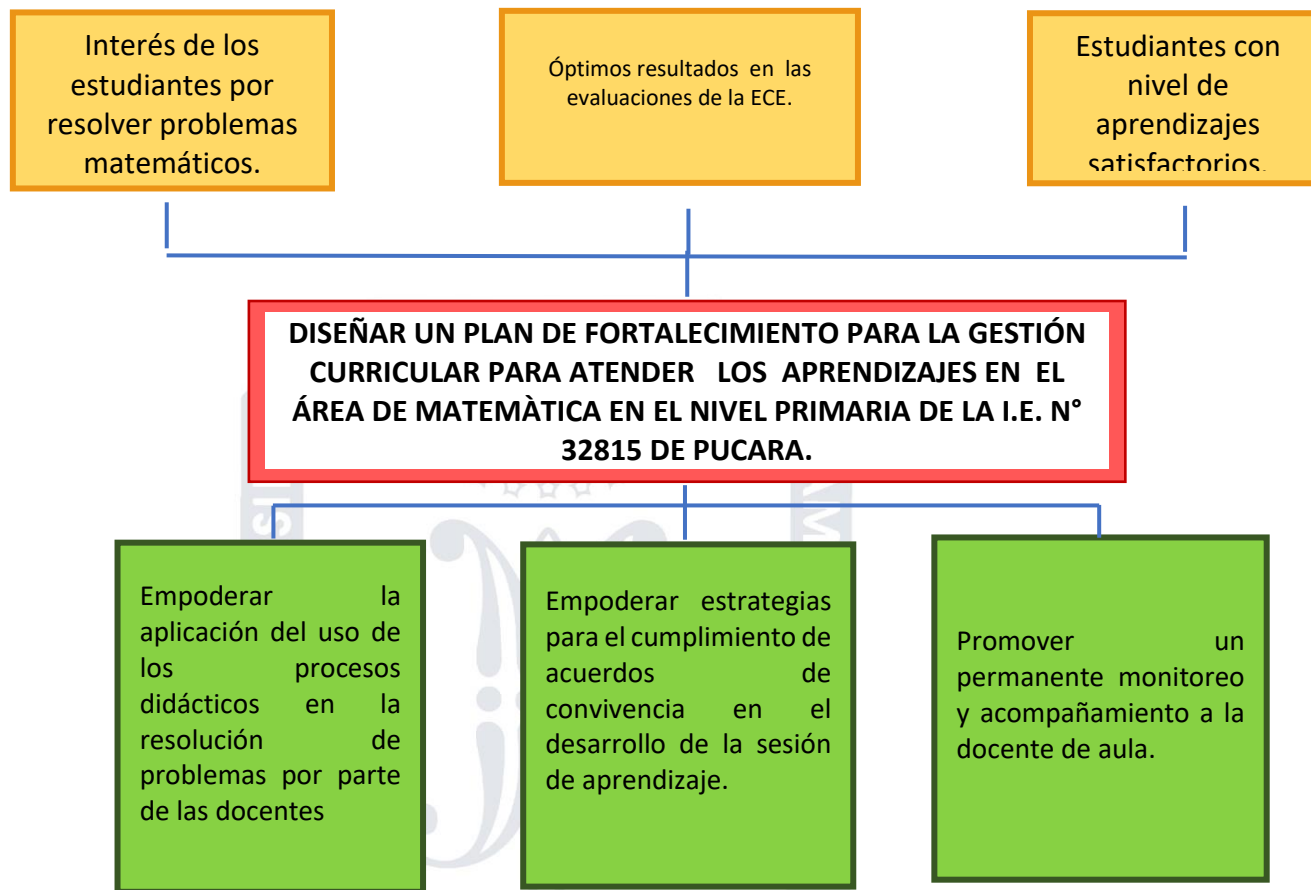 Interés de los
estudiantes por
resolver problemas
matemáticos.
Óptimos resultados en las
evaluaciones de la ECE.
Estudiantes con
nivel de
aprendizajes
satisfactorios.
DISEÑAR UN PLAN DE FORTALECIMIENTO PARA LA GESTIÓN
CURRICULAR PARA ATENDER LOS APRENDIZAJES EN EL
ÁREA DE MATEMÀTICA EN EL NIVEL PRIMARIA DE LA I.E. N°
32815 DE PUCARA.
Empoderar la
aplicación del uso de
los procesos
didácticos en la
resolución de
problemas por parte
de las docentes
Empoderar estrategias
para el cumplimiento de
acuerdos de
convivencia en el
desarrollo de la sesión
de aprendizaje.
Promover un
permanente monitoreo
y acompañamiento a la
docente de aula.